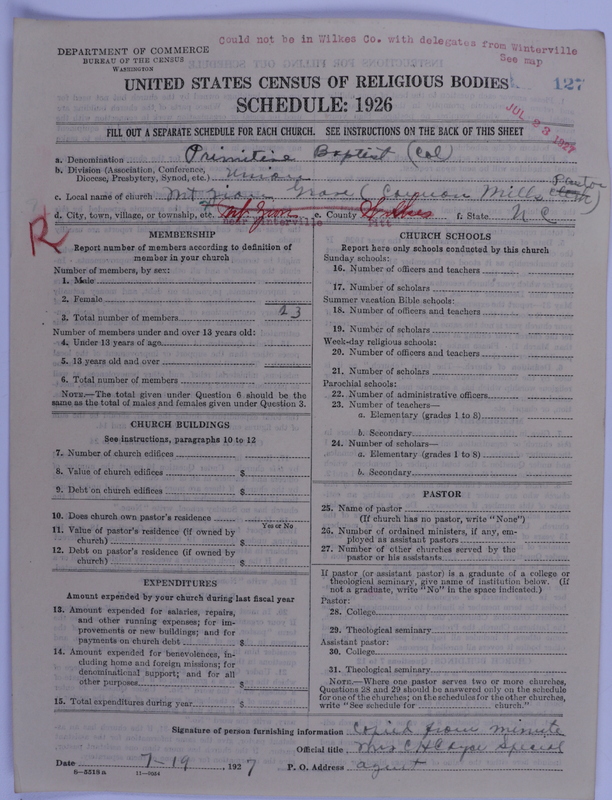 Could not be in Wilkes Co. with delegates from Winterville
See map
DEPARTMENT OF COMMERCE
BUREAU OF THE CENSUS
WASHINGTON
127
UNITED STATES CENSUS OF RELIGIOUS BODIES
SCHEDULE: 1926
JUL 23 1927
FILL OUT A SEPARATE SCHEDULE FOR EACH CHURCH. SEE INSTRUCTIONS ON THE BACK OF THIS SHEET
a. Denomination Primitive Baptist (Col)
b. Division (Association, Conference, Diocese, Presbytery, Synod, etc.) Union
Pastor
c. Local name of church Mt Zion Grove ( Mills
d. City, town, village, or township, etc. Mt. Zion e. County Wilkes f. State N C
near Winterville Pitt
R
MEMBERSHIP
Report number of members according to definition of member in your church
Number of members, by sex:
1. Male
2. Female
3. Total number of members 23
Number of members under and over 13 years old:
4. Under 13 years of age
5. 13 years old and over
6. Total number of members
NOTE.—The total given under Question 6 should be the same as the total of males and females given under Question 3.
CHURCH BUILDINGS
See instructions, paragraphs 10 to 12
7. Number of church edifices
8. Value of church edifices $
9. Debt on church edifices $
10. Does church own pastor's residence
Yes or No
11. Value of pastor's residence (if owned by church) $
12. Debt on pastor's residence (if owned by church) $
EXPENDITURES
Amount expended by your church during last fiscal year
13. Amount expended for salaries, repairs, and other running expenses; for improvements or new buildings; and for payments on church debt $
14. Amount expended for benevolences, including home and foreign missions; for denominational support; and for all other purposes $
15. Total expenditures during year $
CHURCH SCHOOLS
Report here only schools conducted by this church
Sunday schools:
16. Number of officers and teachers
17. Number of scholars
Summer vacation Bible schools:
18. Number of officers and teachers
19. Number of scholars
Week-day religious schools:
20. Number of officers and teachers
21. Number of scholars
Parochial schools:
22. Number of administrative officers
23. Number of teachers—
a. Elementary (grades 1 to 8)
b. Secondary
24. Number of scholars—
a. Elementary (grades 1 to 8)
b. Secondary
PASTOR
25. Name of pastor
(If church has no pastor, write "None")
26. Number of ordained ministers, if any, employed as assistant pastors
27. Number of other churches served by the pastor or his assistants
If pastor (or assistant pastor) is a graduate of a college or theological seminary, give name of institution below. (If not a graduate, write "No" in the space indicated.)
Pastor:
28. College
29. Theological seminary
Assistant pastor:
30. College
31. Theological seminary
NOTE.—Where one pastor serves two or more churches, Questions 28 and 29 should be answered only on the schedule for one of the churches; on the schedules for the other churches, write "See schedule for church."
Signature of person furnishing information Copied from minute
Official title Mrs C H Cayce Special
Date 7-19, 1927 P. O. Address agent
8—5518a 11—9034